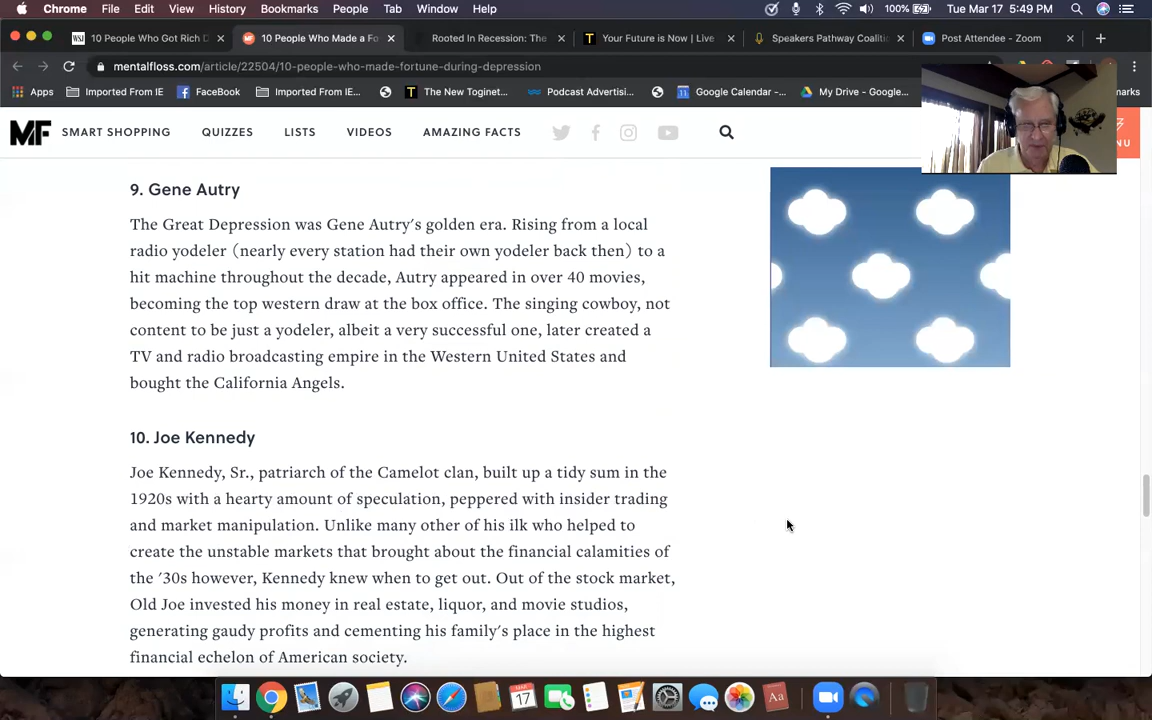 Chrome File Edit View History Bookmarks People Tab Window Help 100% Tue Mar 17 5:49 PM
WSJ 10 People Who Got Rich D 10 People Who Made a Fo Rooted In Recession: The T Your Future is Now | Live Speakers Pathway Coaliti Post Attendee - Zoom
mentalfloss.com/article/22504/10-people-who-made-fortune-during-depression
Apps Imported From IE FaceBook Imported From IE... T The New Toginet... Podcast Advertisi... Google Calendar -... My Drive - Google...
MF SMART SHOPPING QUIZZES LISTS VIDEOS AMAZING FACTS
9. Gene Autry
The Great Depression was Gene Autry's golden era. Rising from a local
radio yodeler (nearly every station had their own yodeler back then) to a
hit machine throughout the decade, Autry appeared in over 40 movies,
becoming the top western draw at the box office. The singing cowboy, not
content to be just a yodeler, albeit a very successful one, later created a
TV and radio broadcasting empire in the Western United States and
bought the California Angels.
10. Joe Kennedy
Joe Kennedy, Sr., patriarch of the Camelot clan, built up a tidy sum in the
1920s with a hearty amount of speculation, peppered with insider trading
and market manipulation. Unlike many other of his ilk who helped to
create the unstable markets that brought about the financial calamities of
the '30s however, Kennedy knew when to get out. Out of the stock market,
Old Joe invested his money in real estate, liquor, and movie studios,
generating gaudy profits and cementing his family's place in the highest
financial echelon of American society.
17
Aa